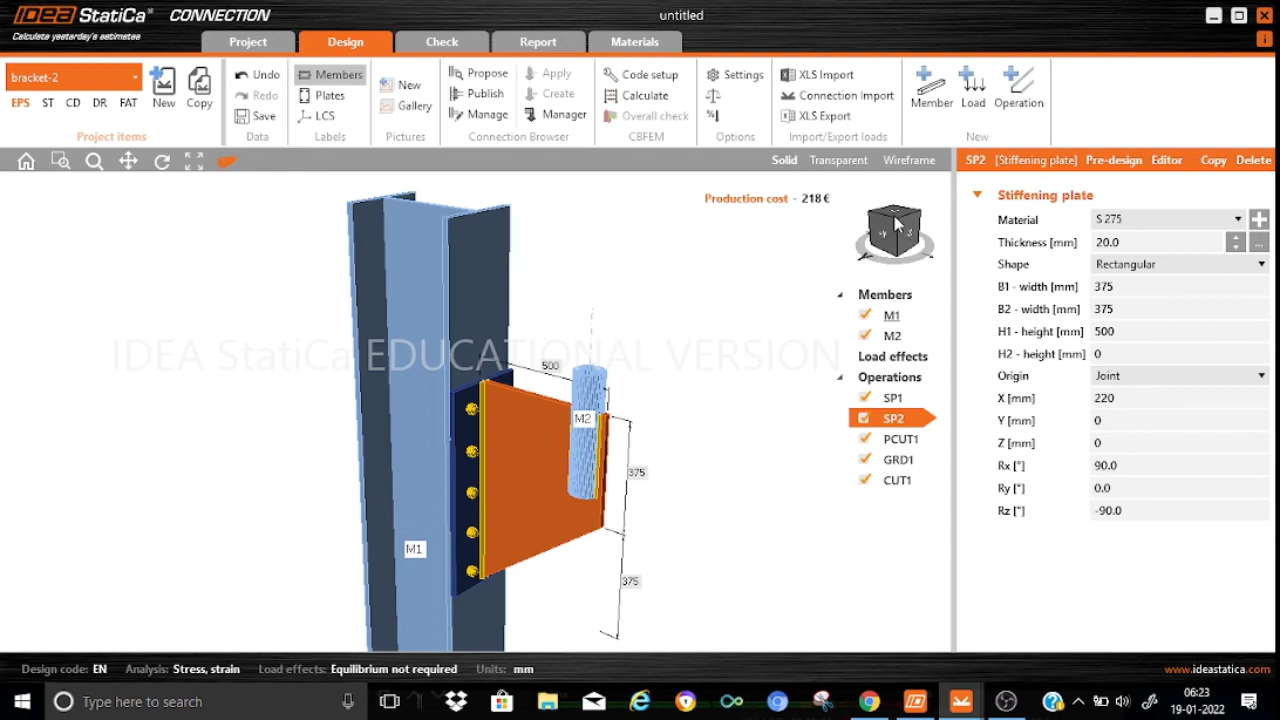 IDEA StatiCa® CONNECTION
untitled
Calculate yesterday's estimates
Project Design Check Report Materials
bracket-2
EPS ST CD DR FAT
New Copy
Project items
Undo
Redo
Save
Data
Members
Plates
LCS
Labels
New
Gallery
Pictures
Propose
Publish
Manage
Apply
Create
Manager
Connection Browser
Code setup
Calculate
Overall check
CBFEM
Settings
Options
XLS Import
Connection Import
XLS Export
Import/Export loads
Member Load Operation
New
Solid Transparent Wireframe
SP2 [Stiffening plate] Pre-design Editor Copy Delete
Production cost - 218 €
Members
M1
M2
Load effects
Operations
SP1
SP2
PCUT1
GRD1
CUT1
Stiffening plate
Material S 275
Thickness [mm] 20.0
Shape Rectangular
B1 - width [mm] 375
B2 - width [mm] 375
H1 - height [mm] 500
H2 - height [mm] 0
Origin Joint
X [mm] 220
Y [mm] 0
Z [mm] 0
Rx [°] 90.0
Ry [°] 0.0
Rz [°] -90.0
IDEA StatiCa EDUCATIONAL VERSION
500
M2
375
M1
375
Design code: EN Analysis: Stress, strain Load effects: Equilibrium not required Units: mm
www.ideastatica.com
Type here to search
06:23
19-01-2022